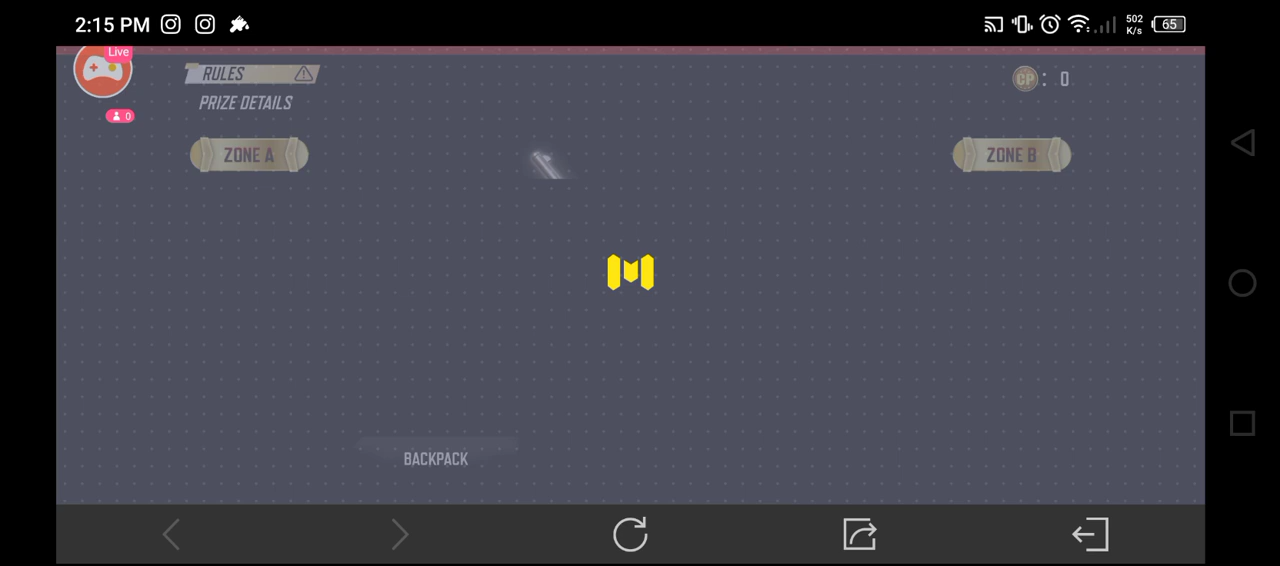 2:15 PM
502
K/s
65
Live
0
RULES
PRIZE DETAILS
CP : 0
ZONE A
ZONE B
BACKPACK